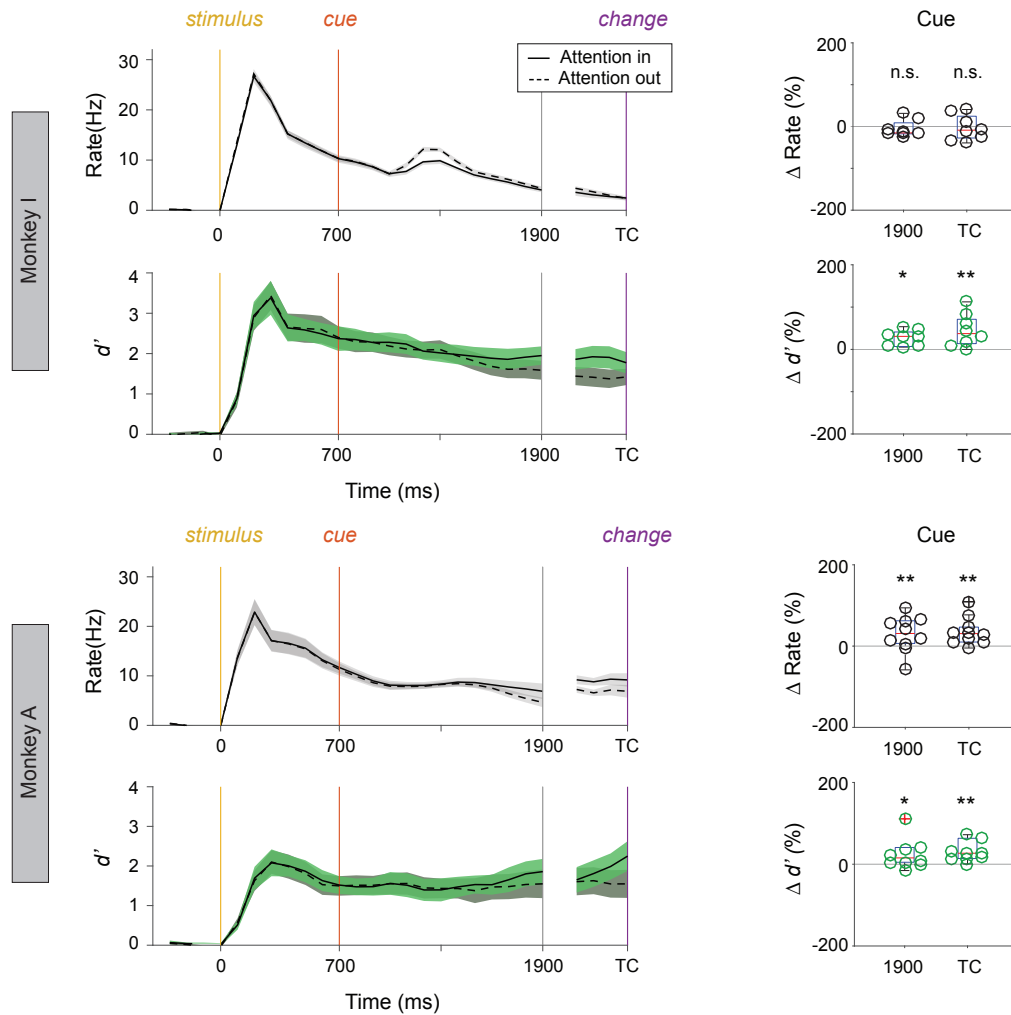 stimulus cue change Cue
Attention in
Attention out
Monkey I
Rate(Hz)
30
20
10
0
0 700 1900 TC
Δ Rate (%)
200
0
-200
n.s. n.s.
1900 TC
d'
4
3
2
1
0
0 700 1900 TC
Time (ms)
Δ d' (%)
200
0
-200
* **
1900 TC
stimulus cue change Cue
Monkey A
Rate(Hz)
30
20
10
0
0 700 1900 TC
Δ Rate (%)
200
0
-200
** **
1900 TC
d'
4
3
2
1
0
0 700 1900 TC
Time (ms)
Δ d' (%)
200
0
-200
* **
1900 TC